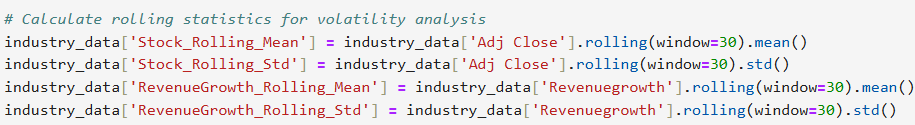 # Calculate rolling statistics for volatility analysis
industry_data['Stock_Rolling_Mean'] = industry_data['Adj Close'].rolling(window=30).mean()
industry_data['Stock_Rolling_Std'] = industry_data['Adj Close'].rolling(window=30).std()
industry_data['RevenueGrowth_Rolling_Mean'] = industry_data['Revenuegrowth'].rolling(window=30).mean()
industry_data['RevenueGrowth_Rolling_Std'] = industry_data['Revenuegrowth'].rolling(window=30).std()